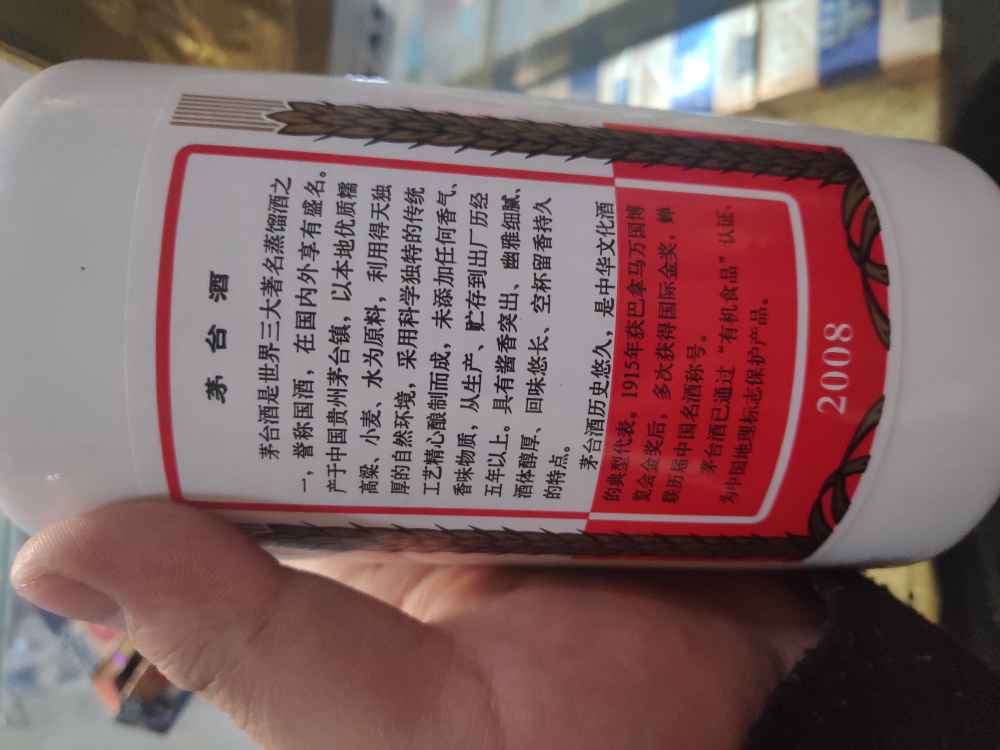 茅台酒
茅台酒是世界三大著名蒸馏酒之
一，誉称国酒，在国内外享有盛名。
产于中国贵州茅台镇，以本地优质糯
高粱、小麦、水为原料，利用得天独
厚的自然环境，采用科学独特的传统
工艺精心酿制而成，未添加任何香气、
香味物质，从生产、贮存到出厂历经
五年以上。具有酱香突出、幽雅细腻、
酒体醇厚、回味悠长、空杯留香持久
的特点。
茅台酒历史悠久，是中华文化酒
的典型代表。1915年获巴拿马万国博
览会金奖后，多次获得国际金奖，蝉
联历届中国名酒称号。
茅台酒已通过“有机食品”认证、
为中国地理标志保护产品。
2008